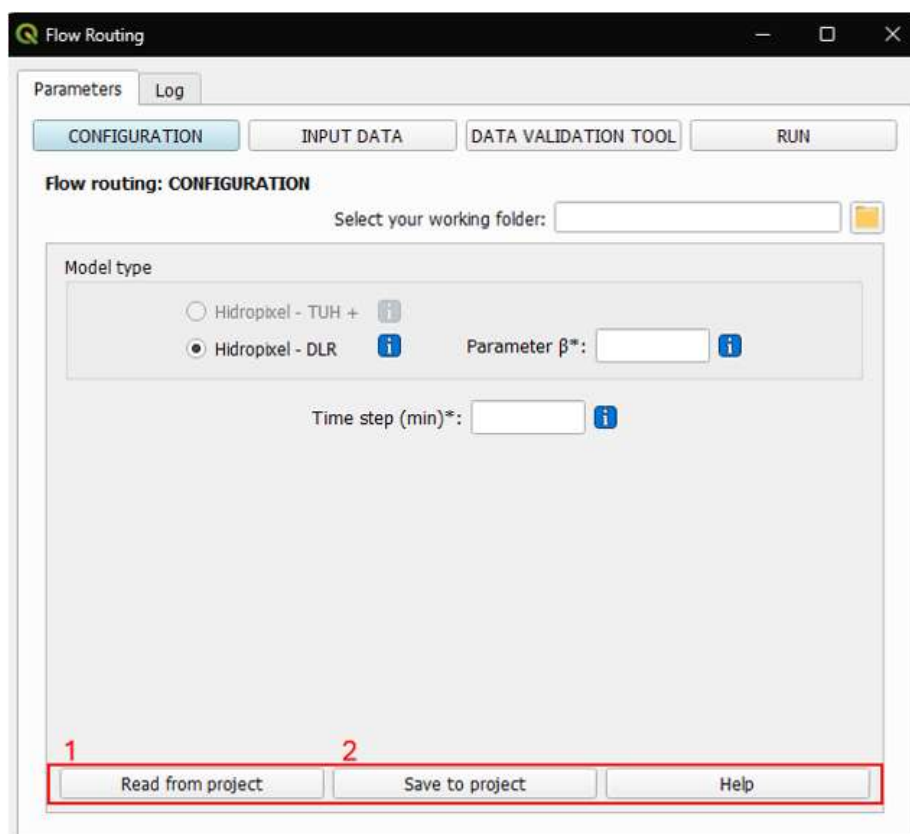 Flow Routing
Parameters Log
CONFIGURATION INPUT DATA DATA VALIDATION TOOL RUN
Flow routing: CONFIGURATION
Select your working folder:
Model type
Hidropixel - TUH + i
Hidropixel - DLR i Parameter β*: i
Time step (min)*: i
1 2
Read from project Save to project Help